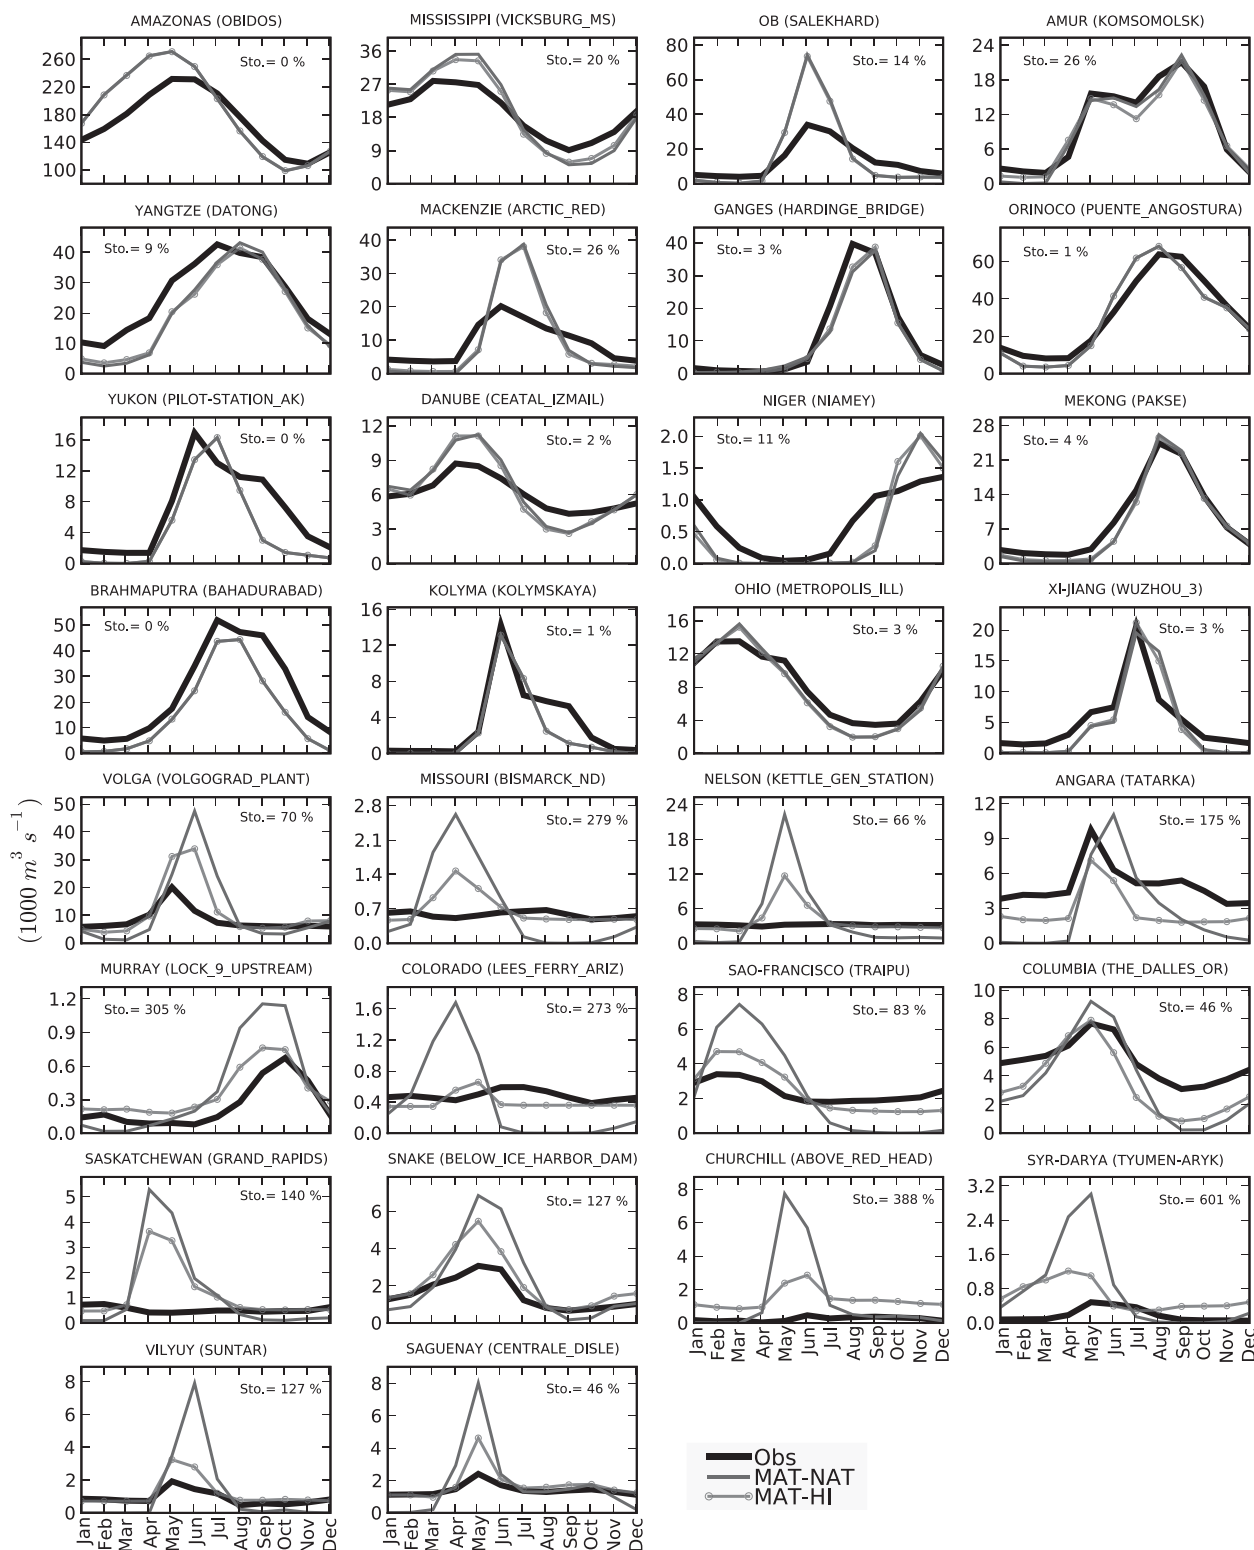 AMAZONAS (OBIDOS)
Sto.= 0 %
260
220
180
140
100
MISSISSIPPI (VICKSBURG_MS)
Sto.= 20 %
36
27
18
9
0
OB (SALEKHARD)
Sto.= 14 %
80
60
40
20
0
AMUR (KOMSOMOLSK)
Sto.= 26 %
24
18
12
6
0
YANGTZE (DATONG)
Sto.= 9 %
40
30
20
10
0
MACKENZIE (ARCTIC_RED)
Sto.= 26 %
40
30
20
10
0
GANGES (HARDINGE_BRIDGE)
Sto.= 3 %
40
30
20
10
0
ORINOCO (PUENTE_ANGOSTURA)
Sto.= 1 %
60
40
20
0
YUKON (PILOT-STATION_AK)
Sto.= 0 %
16
12
8
4
0
DANUBE (CEATAL_IZMAIL)
Sto.= 2 %
12
9
6
3
0
NIGER (NIAMEY)
Sto.= 11 %
2.0
1.5
1.0
0.5
0.0
MEKONG (PAKSE)
Sto.= 4 %
28
21
14
7
0
BRAHMAPUTRA (BAHADURABAD)
Sto.= 0 %
50
40
30
20
10
0
KOLYMA (KOLYMSKAYA)
Sto.= 1 %
16
12
8
4
0
OHIO (METROPOLIS_ILL)
Sto.= 3 %
16
12
8
4
0
XI-JIANG (WUZHOU_3)
Sto.= 3 %
20
15
10
5
0
(1000 m³ s⁻¹)
VOLGA (VOLGOGRAD_PLANT)
Sto.= 70 %
50
40
30
20
10
0
MISSOURI (BISMARCK_ND)
Sto.= 279 %
2.8
2.1
1.4
0.7
0.0
NELSON (KETTLE_GEN_STATION)
Sto.= 66 %
24
18
12
6
0
ANGARA (TATARKA)
Sto.= 175 %
12
9
6
3
0
MURRAY (LOCK_9_UPSTREAM)
Sto.= 305 %
1.2
0.9
0.6
0.3
0.0
COLORADO (LEES_FERRY_ARIZ)
Sto.= 273 %
1.6
1.2
0.8
0.4
0.0
SAO-FRANCISCO (TRAIPU)
Sto.= 83 %
8
6
4
2
0
COLUMBIA (THE_DALLES_OR)
Sto.= 46 %
10
8
6
4
2
0
SASKATCHEWAN (GRAND_RAPIDS)
Sto.= 140 %
5
4
3
2
1
0
SNAKE (BELOW_ICE_HARBOR_DAM)
Sto.= 127 %
6
4
2
0
CHURCHILL (ABOVE_RED_HEAD)
Sto.= 388 %
8
6
4
2
0
Jan Feb Mar Apr May Jun Jul Aug Sep Oct Nov Dec
SYR-DARYA (TYUMEN-ARYK)
Sto.= 601 %
3.2
2.4
1.6
0.8
0.0
Jan Feb Mar Apr May Jun Jul Aug Sep Oct Nov Dec
VILYUY (SUNTAR)
Sto.= 127 %
8
6
4
2
0
Jan Feb Mar Apr May Jun Jul Aug Sep Oct Nov Dec
SAGUENAY (CENTRALE_DISLE)
Sto.= 46 %
8
6
4
2
0
Jan Feb Mar Apr May Jun Jul Aug Sep Oct Nov Dec
Obs
MAT-NAT
MAT-HI